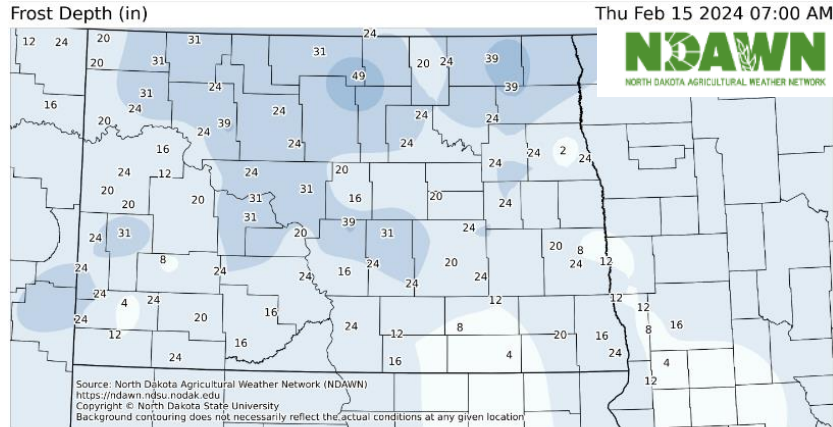 Frost Depth (in)
Thu Feb 15 2024 07:00 AM
NDAWN
NORTH DAKOTA AGRICULTURAL WEATHER NETWORK
24
12 24 20 31 31 20 24 39
20 31 49 39
31 24
16 24 39 24 24 24
20 24 24 24
16 24 24 2 24
24 12 24 20
20 20 20 31 31 16 20 24
31 39
24 31 20 31 24 20 8
8 24 20 24 12
24 24 24 16 24 24
24 4 24 12 12 12
24 20 16 24 8 8 16
12 16 12 20 16
24 16 4 24 4
12
Source: North Dakota Agricultural Weather Network (NDAWN)
https://ndawn.ndsu.nodak.edu
Copyright © North Dakota State University
Background contouring does not necessarily reflect the actual conditions at any given location